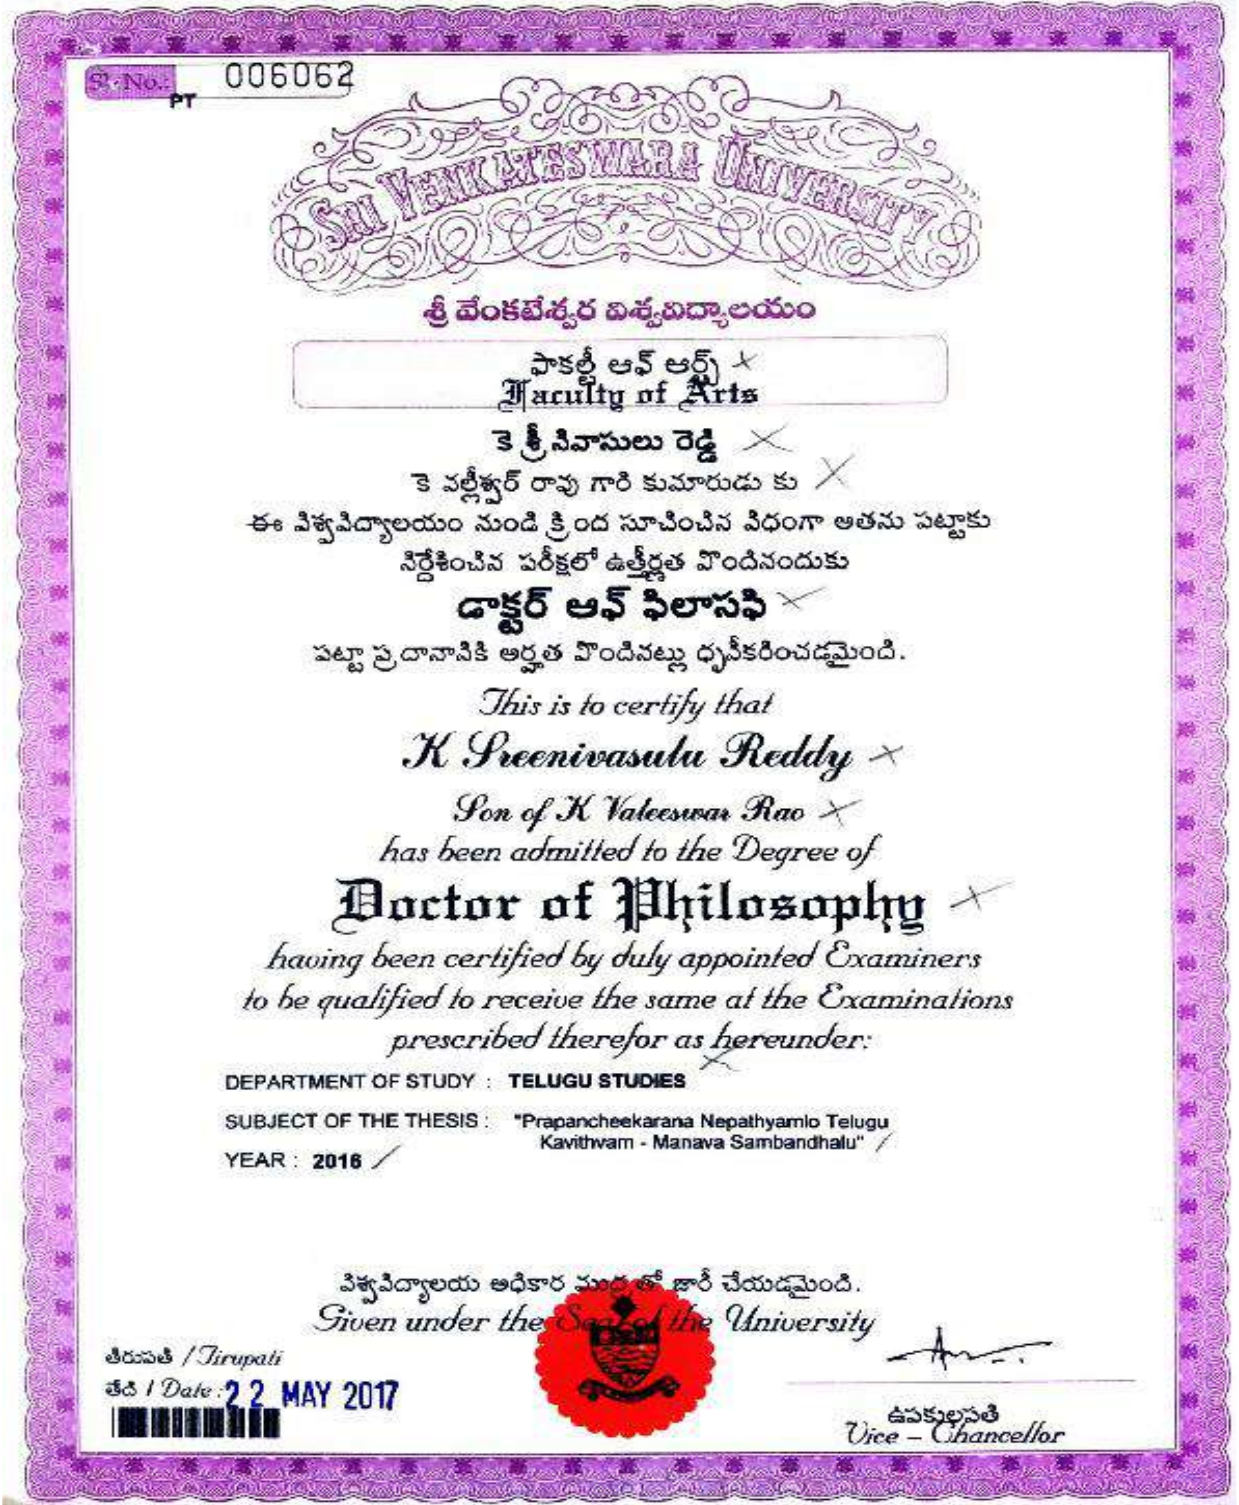 Sl. No.: 006062
PT
SRI VENKATESWARA UNIVERSITY
శ్రీ వేంకటేశ్వర విశ్వవిద్యాలయం
ఫాకల్టీ ఆఫ్ ఆర్ట్స్
Faculty of Arts
కె శ్రీనివాసులు రెడ్డి
కె వల్లీశ్వర్ రావు గారి కుమారుడు కు
ఈ విశ్వవిద్యాలయం నుండి క్రింద సూచించిన విధంగా అతను పట్టాకు
నిర్దేశించిన పరీక్షలో ఉత్తీర్ణత పొందినందుకు
డాక్టర్ ఆఫ్ ఫిలాసఫి
పట్టా ప్రదానానికి అర్హత పొందినట్లు ధృవీకరించడమైంది.
This is to certify that
K Sreenivasulu Reddy
Son of K Valeeswar Rao
has been admitted to the Degree of
Doctor of Philosophy
having been certified by duly appointed Examiners
to be qualified to receive the same at the Examinations
prescribed therefor as hereunder:
DEPARTMENT OF STUDY : TELUGU STUDIES
SUBJECT OF THE THESIS : "Prapancheekarana Nepathyamlo Telugu
Kavithvam - Manava Sambandhalu"
YEAR : 2016
విశ్వవిద్యాలయ అధికార ముద్రతో జారీ చేయడమైంది.
Given under the Seal of the University
తిరుపతి / Tirupati
తేది / Date : 22 MAY 2017
ఉపకులపతి
Vice - Chancellor